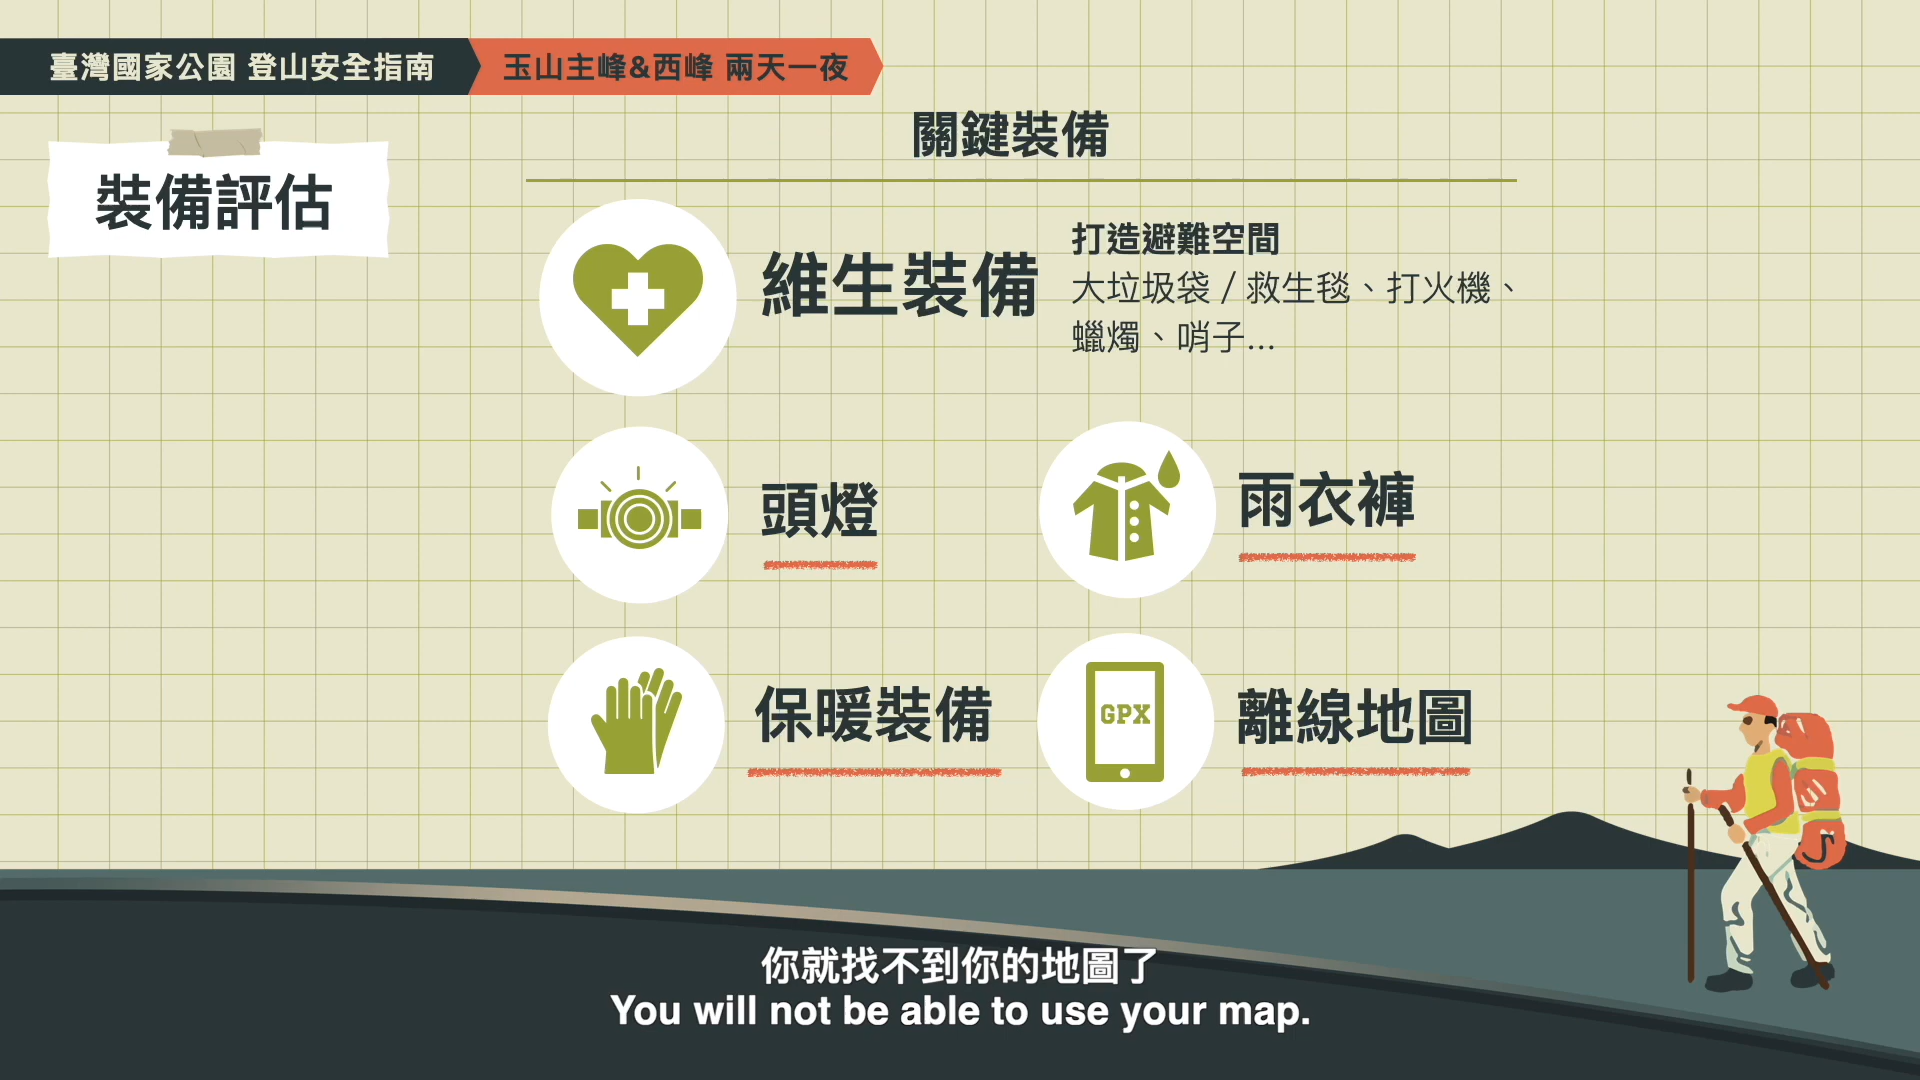 臺灣國家公園 登山安全指南
玉山主峰&西峰 兩天一夜
裝備評估
關鍵裝備
維生裝備
打造避難空間
大垃圾袋 / 救生毯、打火機、
蠟燭、哨子...
頭燈
雨衣褲
保暖裝備
GPX
離線地圖
你就找不到你的地圖了
You will not be able to use your map.